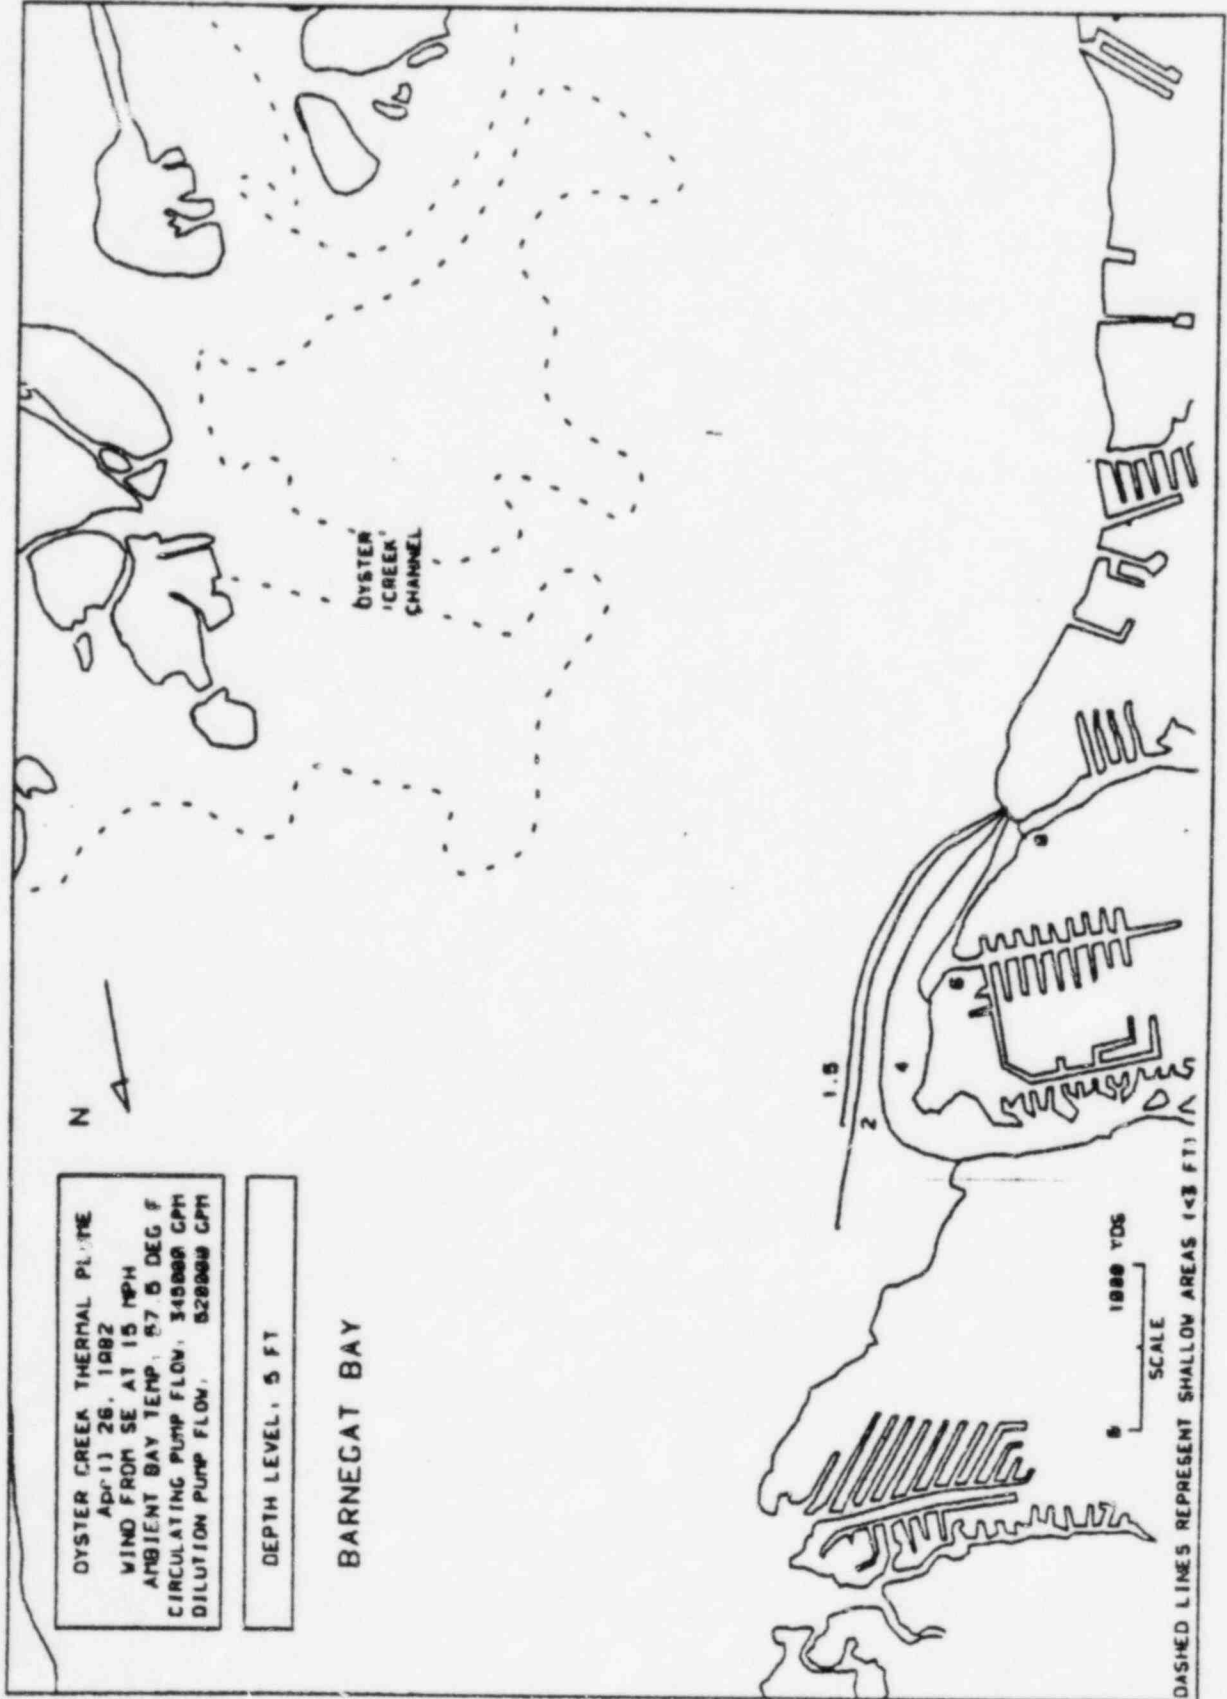 OYSTER CREEK THERMAL PLUME
April 26, 1982
WIND FROM SE AT 15 MPH
AMBIENT BAY TEMP: 57.5 DEG F
CIRCULATING PUMP FLOW: 345000 GPM
DILUTION PUMP FLOW: 520000 GPM
DEPTH LEVEL: 5 FT
BARNEGAT BAY
N
OYSTER
CREEK
CHANNEL
1.5
2
4
6
0 1000 YDS
SCALE
DASHED LINES REPRESENT SHALLOW AREAS (<3 FT)